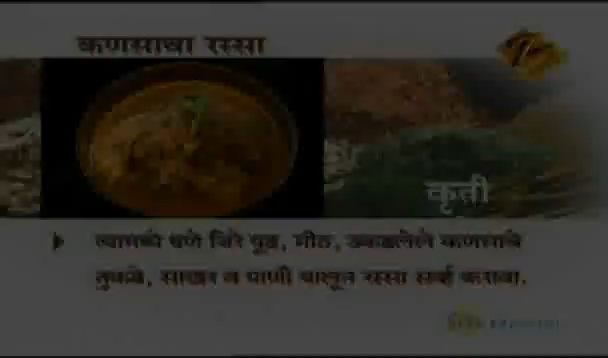 कणसाचा रस्सा
कृती
त्यामध्ये धणे जिरे पूड, मीठ, उकडलेले कणसाचे
तुकडे, साखर व पाणी घालून रस्सा सर्व्ह करावा.